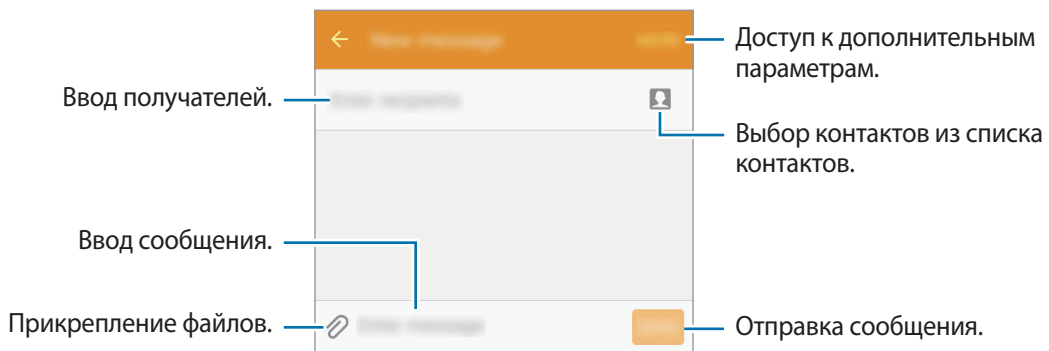 Доступ к дополнительным
параметрам.
Ввод получателей.
Выбор контактов из списка
контактов.
Ввод сообщения.
Прикрепление файлов.
Отправка сообщения.